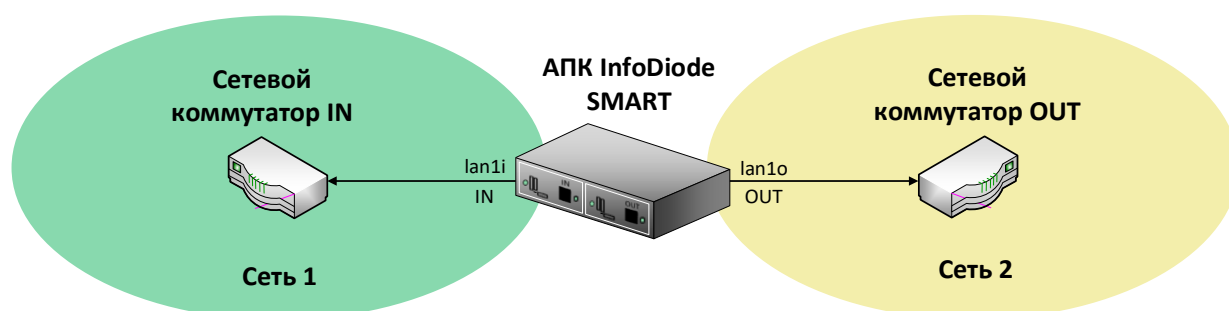 Сетевой
коммутатор IN
АПК InfoDiode
SMART
Сетевой
коммутатор OUT
lan1i
IN
IN
OUT
lan1o
OUT
Сеть 1
Сеть 2